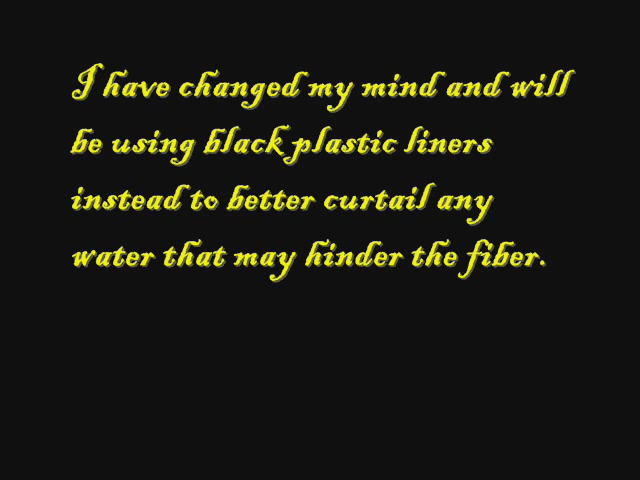 I have changed my mind and will
be using black plastic liners
instead to better curtail any
water that may hinder the fiber.